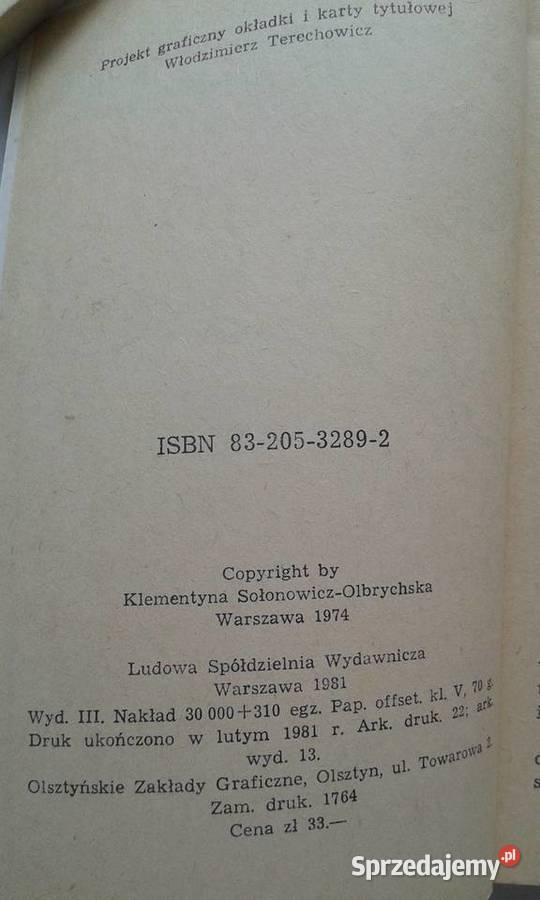 Projekt graficzny okładki i karty tytułowej
Włodzimierz Terechowicz
ISBN 83-205-3289-2
Copyright by
Klementyna Sołonowicz-Olbrychska
Warszawa 1974
Ludowa Spółdzielnia Wydawnicza
Warszawa 1981
Wyd. III. Nakład 30 000+310 egz. Pap. offset. kl. V, 70 g.
Druk ukończono w lutym 1981 r. Ark. druk. 22; ark.
wyd. 13.
Olsztyńskie Zakłady Graficzne, Olsztyn, ul. Towarowa 2
Zam. druk. 1764
Cena zł 33.—
Sprzedajemy.pl